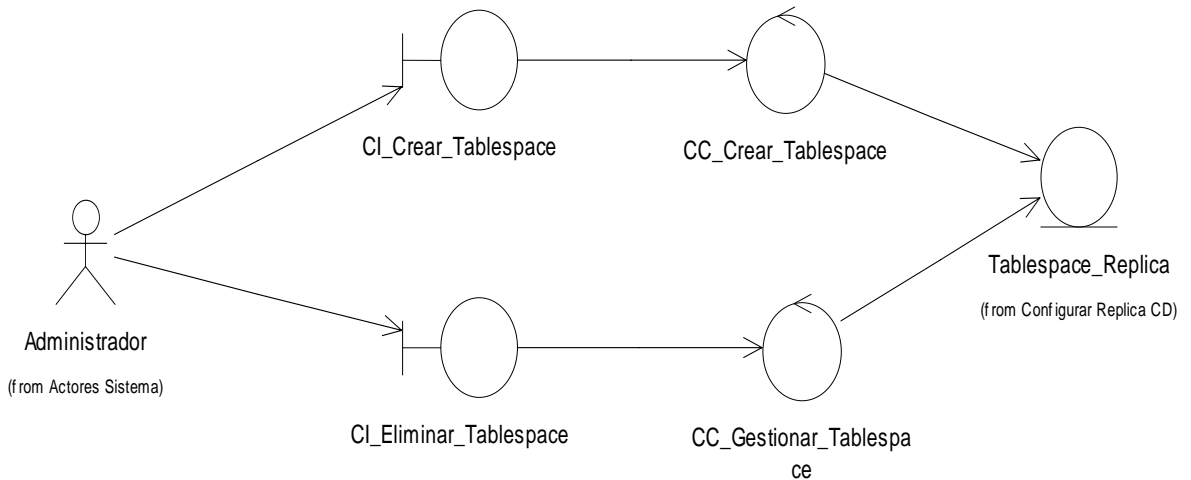 CI_Crear_Tablespace
CC_Crear_Tablespace
Tablespace_Replica
(from Configurar Replica CD)
Administrador
(from Actores Sistema)
CI_Eliminar_Tablespace
CC_Gestionar_Tablespa
ce